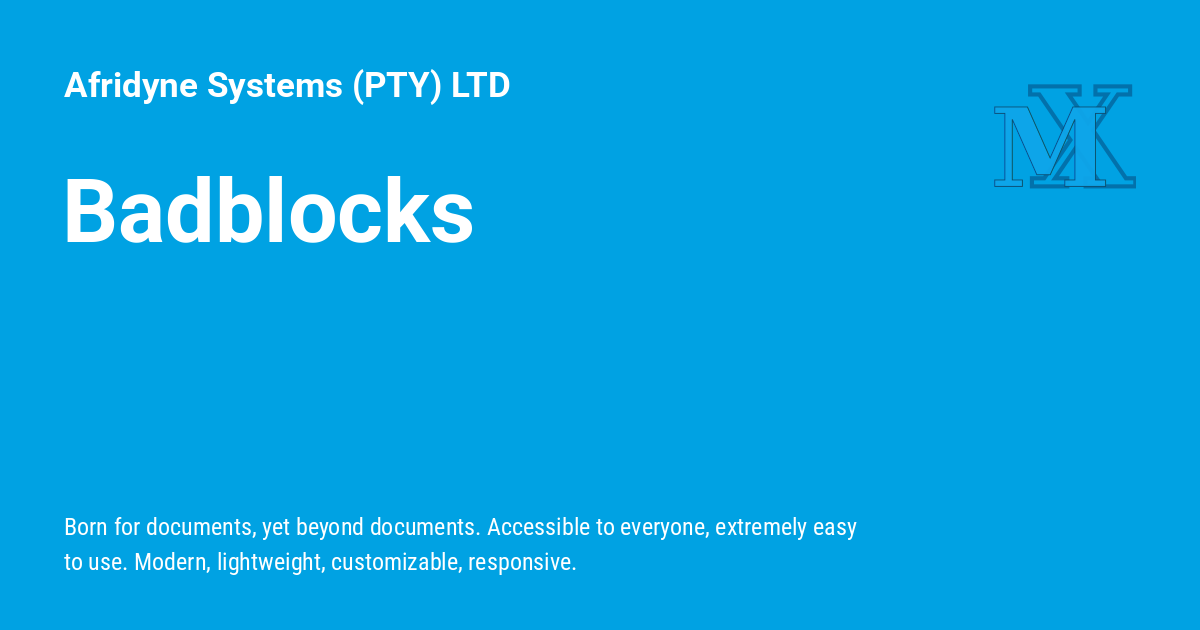 Afridyne Systems (PTY) LTD
MX
Badblocks
Born for documents, yet beyond documents. Accessible to everyone, extremely easy
to use. Modern, lightweight, customizable, responsive.